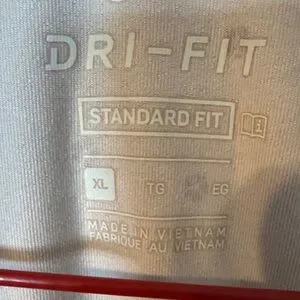 DRI-FIT
STANDARD FIT
XL TG EG
MADE IN VIETNAM
FABRIQUÉ AU VIETNAM